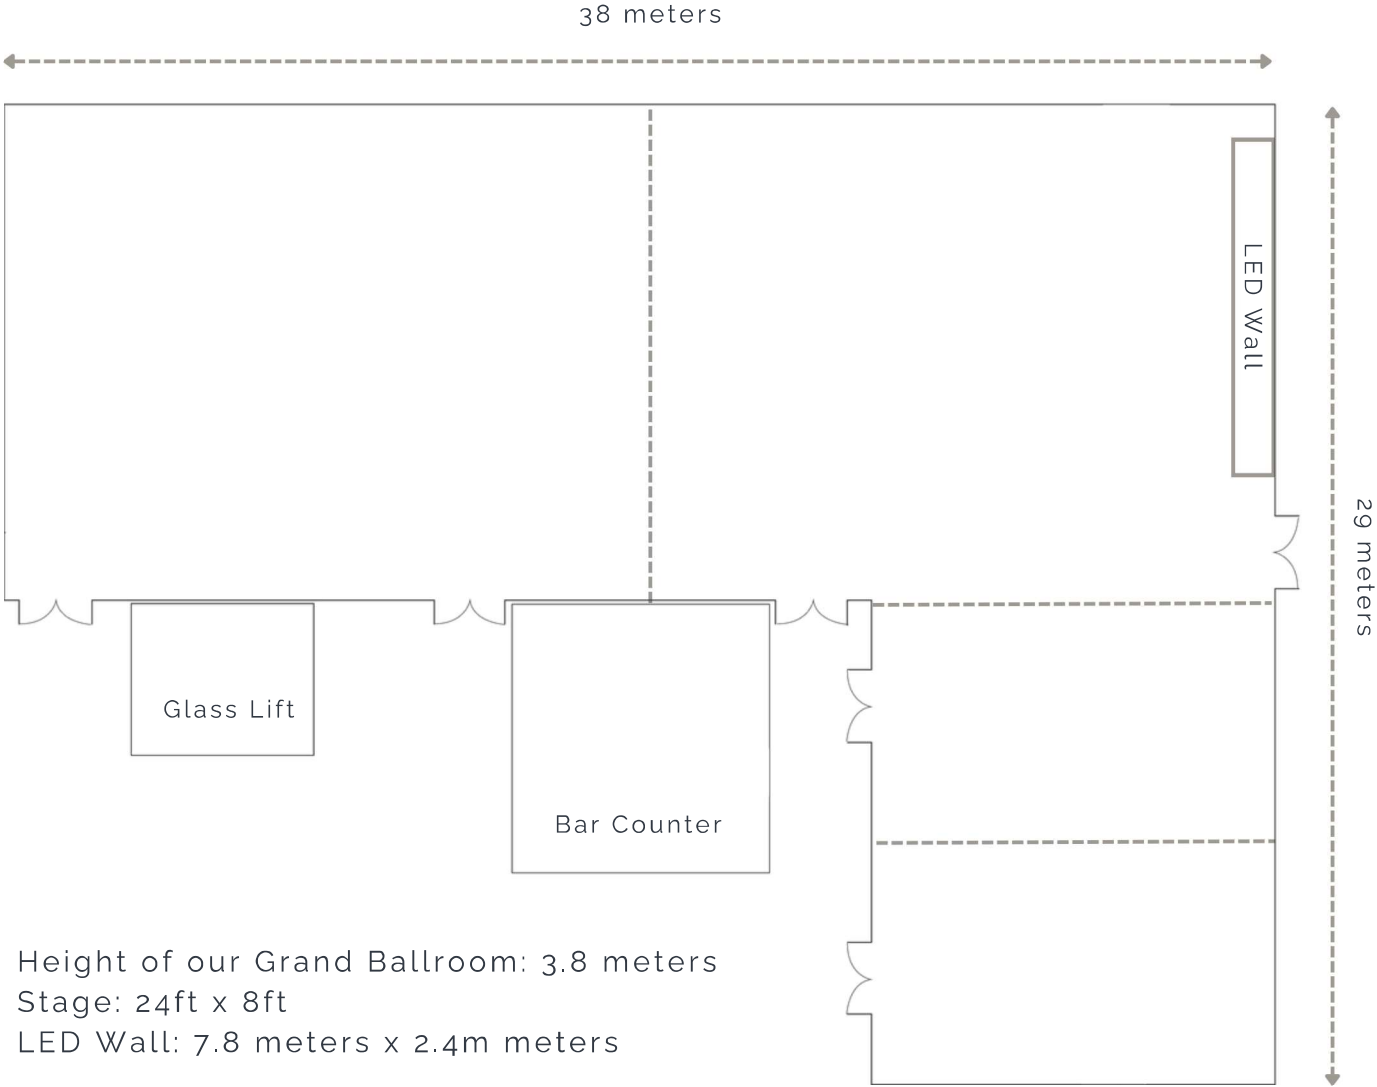 38 meters
LED Wall
29 meters
Glass Lift
Bar Counter
Height of our Grand Ballroom: 3.8 meters
Stage: 24ft x 8ft
LED Wall: 7.8 meters x 2.4m meters